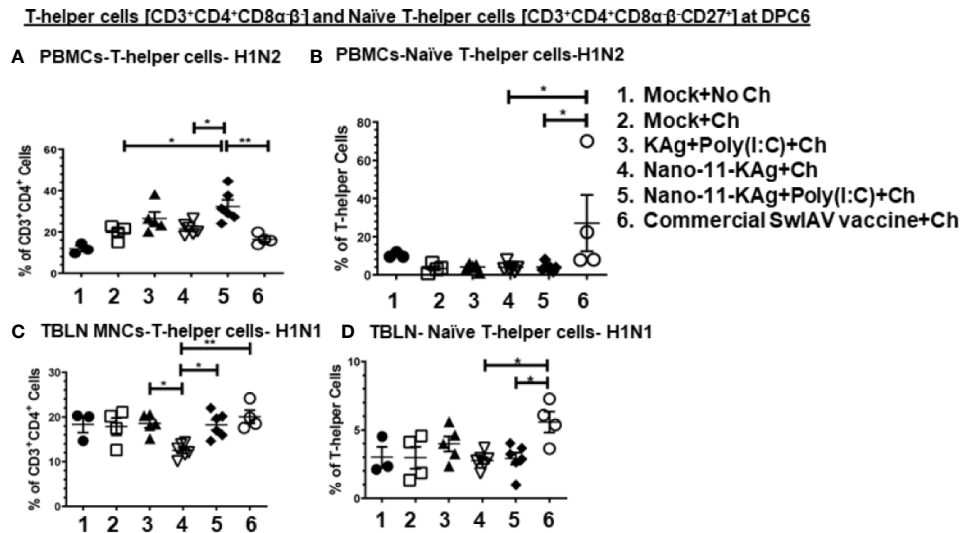 T-helper cells [CD3⁺CD4⁺CD8α⁻β⁻] and Naïve T-helper cells [CD3⁺CD4⁺CD8α⁻β⁻CD27⁺] at DPC6
A PBMCs-T-helper cells- H1N2
B PBMCs-Naïve T-helper cells-H1N2
1. Mock+No Ch
2. Mock+Ch
3. KAg+Poly(I:C)+Ch
4. Nano-11-KAg+Ch
5. Nano-11-KAg+Poly(I:C)+Ch
6. Commercial SwIAV vaccine+Ch
% of CD3⁺CD4⁺ Cells
60
40
20
0
* * **
1 2 3 4 5 6
% of T-helper Cells
80
60
40
20
0
* *
1 2 3 4 5 6
C TBLN MNCs-T-helper cells- H1N1
D TBLN- Naïve T-helper cells- H1N1
% of CD3⁺CD4⁺ Cells
30
20
10
0
** * *
1 2 3 4 5 6
% of T-helper Cells
10
5
0
* *
1 2 3 4 5 6